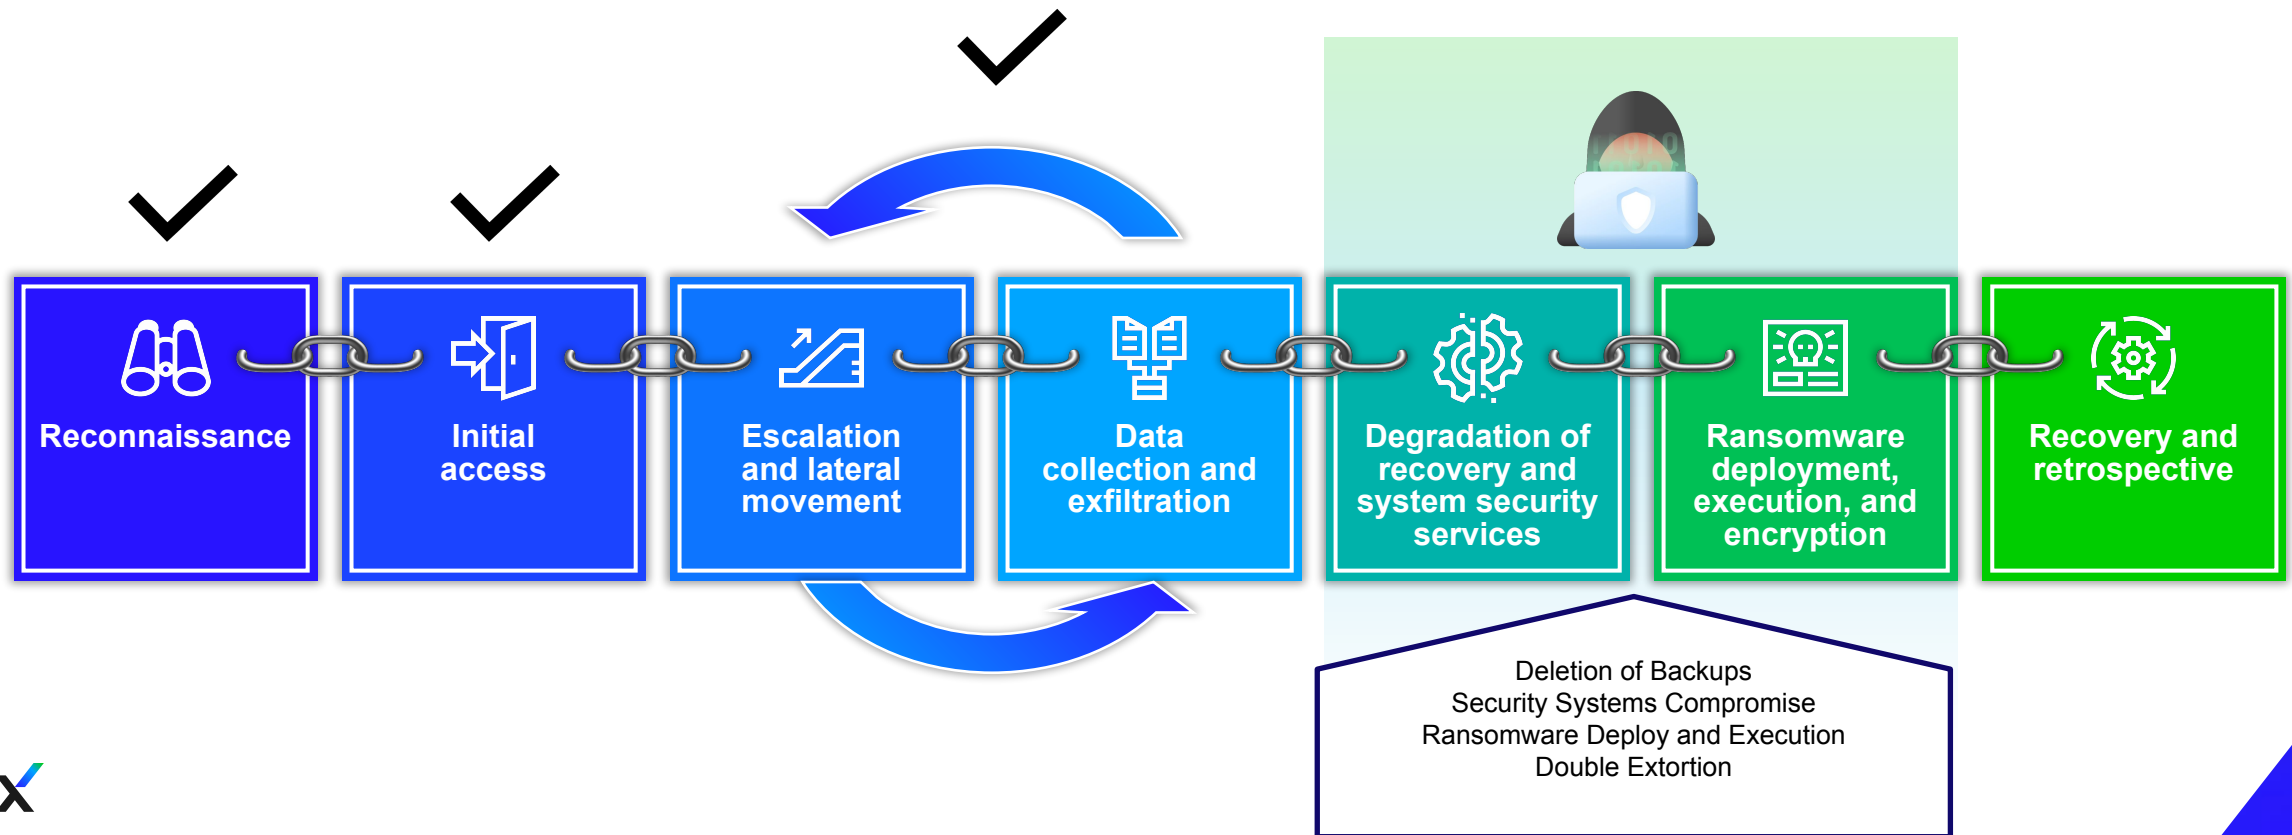 Reconnaissance
Initial
access
Escalation
and lateral
movement
Data
collection and
exfiltration
Degradation of
recovery and
system security
services
Ransomware
deployment,
execution, and
encryption
Recovery and
retrospective
Deletion of Backups
Security Systems Compromise
Ransomware Deploy and Execution
Double Extortion